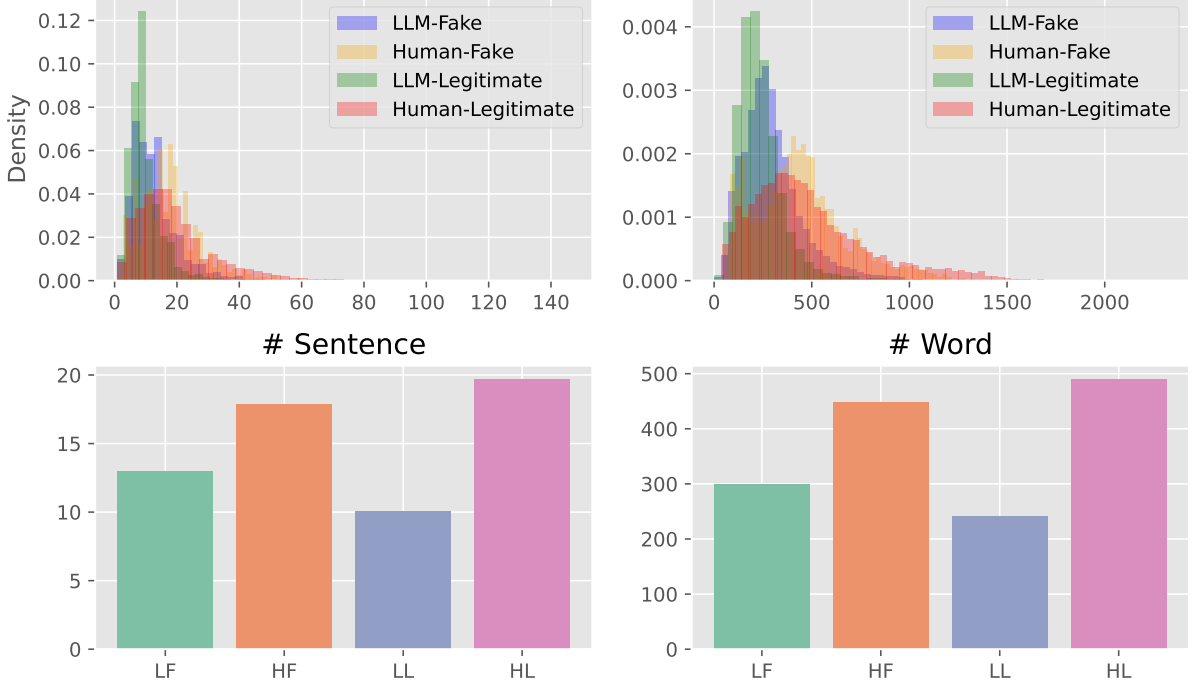 Density
0.12
0.10
0.08
0.06
0.04
0.02
0.00
0 20 40 60 80 100 120 140
LLM-Fake
Human-Fake
LLM-Legitimate
Human-Legitimate
0.004
0.003
0.002
0.001
0.000
0 500 1000 1500 2000
LLM-Fake
Human-Fake
LLM-Legitimate
Human-Legitimate
# Sentence
20
15
10
5
0
LF HF LL HL
# Word
500
400
300
200
100
0
LF HF LL HL